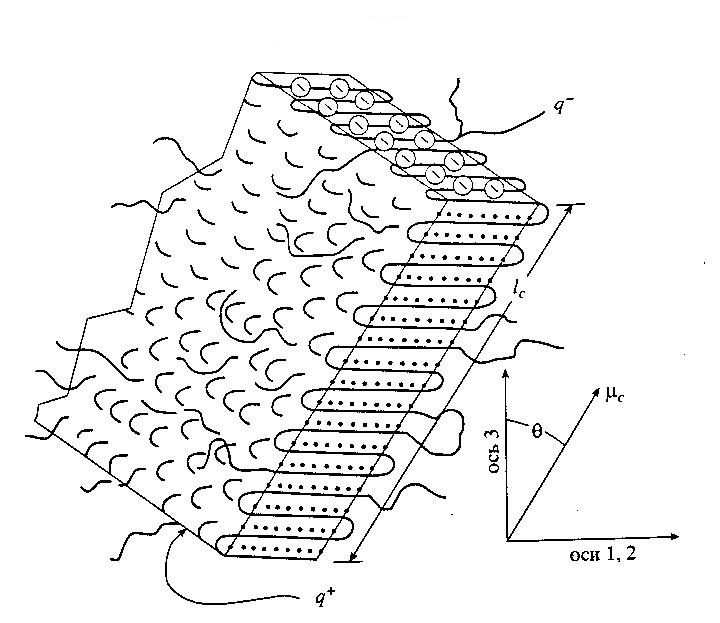 q⁻
l_c
μ_c
θ
ось 3
оси 1, 2
q⁺